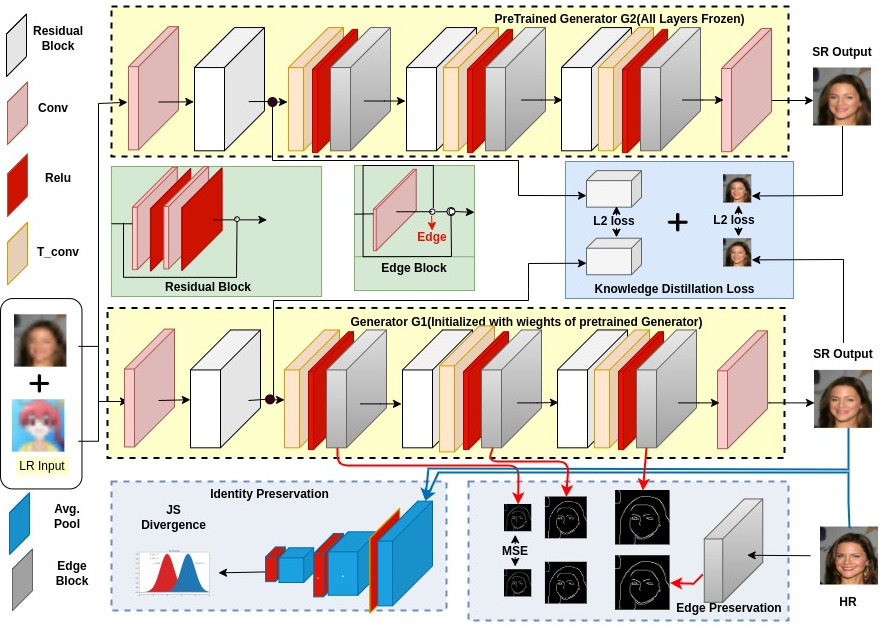 Residual
Block
Conv
Relu
T_conv
PreTrained Generator G2(All Layers Frozen)
SR Output
Residual Block
Edge
Edge Block
L2 loss
+
L2 loss
Knowledge Distillation Loss
+
LR Input
Generator G1(Initialized with wieghts of pretrained Generator)
SR Output
Avg.
Pool
Edge
Block
Identity Preservation
JS
Divergence
MSE
Edge Preservation
HR